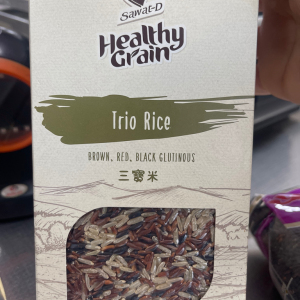 Sawat-D
Healthy
Grain
Trio Rice
BROWN, RED, BLACK GLUTINOUS
三寶米